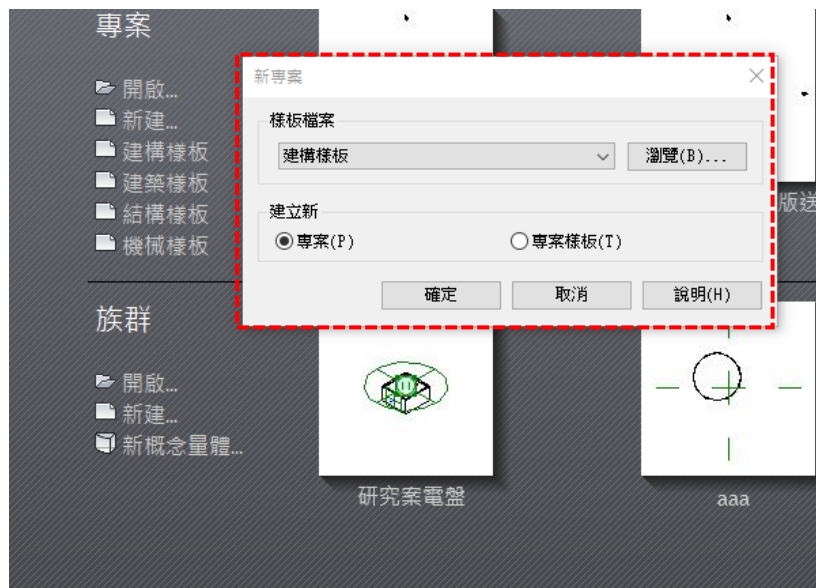 專案
開啟...
新建...
建構樣板
建築樣板
結構樣板
機械樣板
族群
開啟...
新建...
新概念量體...
新專案
樣板檔案
建構樣板
瀏覽(B)...
建立新
專案(P)
專案樣板(T)
確定
取消
說明(H)
版送
研究案電盤
aaa